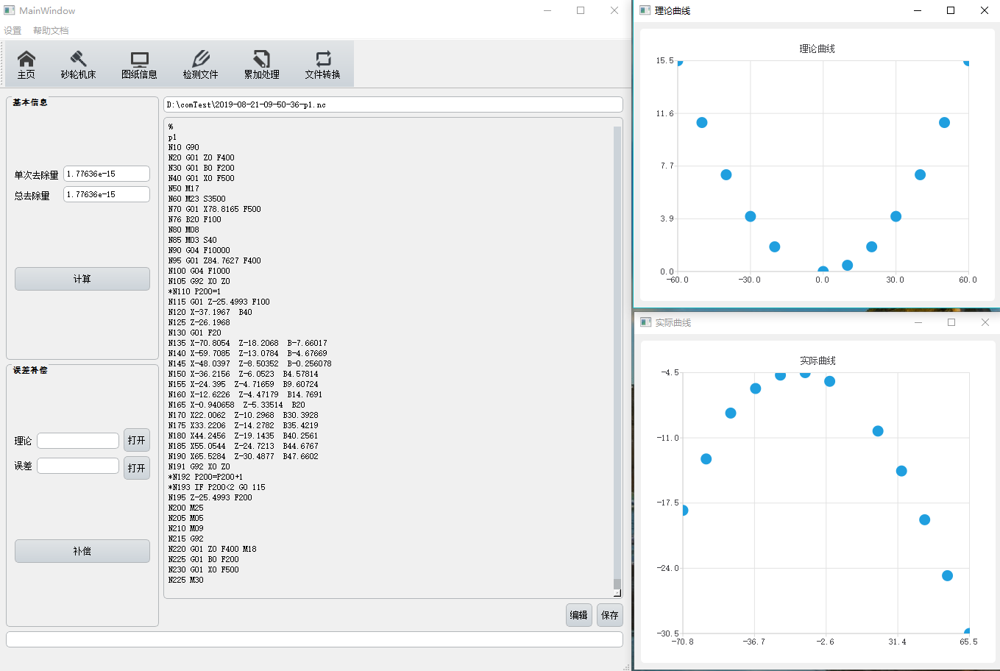 MainWindow
设置 帮助文档
主页 砂轮机床 图纸信息 检测文件 累加处理 文件转换
基本信息
单次去除量 1.77636e-15
总去除量 1.77636e-15
计算
误差补偿
理论 打开
误差 打开
补偿
D:\comTest\2019-08-21-09-50-36-p1.nc
%
p1
N10 G90
N20 G01 Z0 F400
N30 G01 B0 F200
N40 G01 X0 F500
N50 M17
N60 M23 S3500
N70 G01 X78.8165 F500
N76 B20 F100
N80 M08
N85 M03 S40
N90 G04 F10000
N95 G01 Z84.7627 F400
N100 G04 F1000
N105 G92 X0 Z0
*N110 P200=1
N115 G01 Z-25.4993 F100
N120 X-37.1967  B40
N125 Z-26.1968
N130 G01 F20
N135 X-70.8054  Z-18.2068  B-7.66017
N140 X-59.7085  Z-13.0784  B-4.67669
N145 X-48.0397  Z-8.50352  B-0.256078
N150 X-36.2156  Z-6.0523  B4.57814
N155 X-24.395  Z-4.71659  B9.60724
N160 X-12.6226  Z-4.47179  B14.7691
N165 X-0.940658  Z-5.33514  B20
N170 X22.0062  Z-10.2968  B30.3928
N175 X33.2206  Z-14.2782  B35.4219
N180 X44.2456  Z-19.1435  B40.2561
N185 X55.0544  Z-24.7213  B44.6767
N190 X65.5284  Z-30.4877  B47.6602
N191 G92 X0 Z0
*N192 P200=P200+1
*N193 IF P200<2 GO 115
N195 Z-25.4993 F200
N200 M25
N205 M05
N210 M09
N215 G92
N220 G01 Z0 F400 M18
N225 G01 B0 F200
N230 G01 X0 F500
N225 M30
编辑 保存
理论曲线
理论曲线
15.5
11.6
7.7
3.9
0.0
-60.0 -30.0 0.0 30.0 60.0
实际曲线
实际曲线
-4.5
-11.0
-17.5
-24.0
-30.5
-70.8 -36.7 -2.6 31.4 65.5